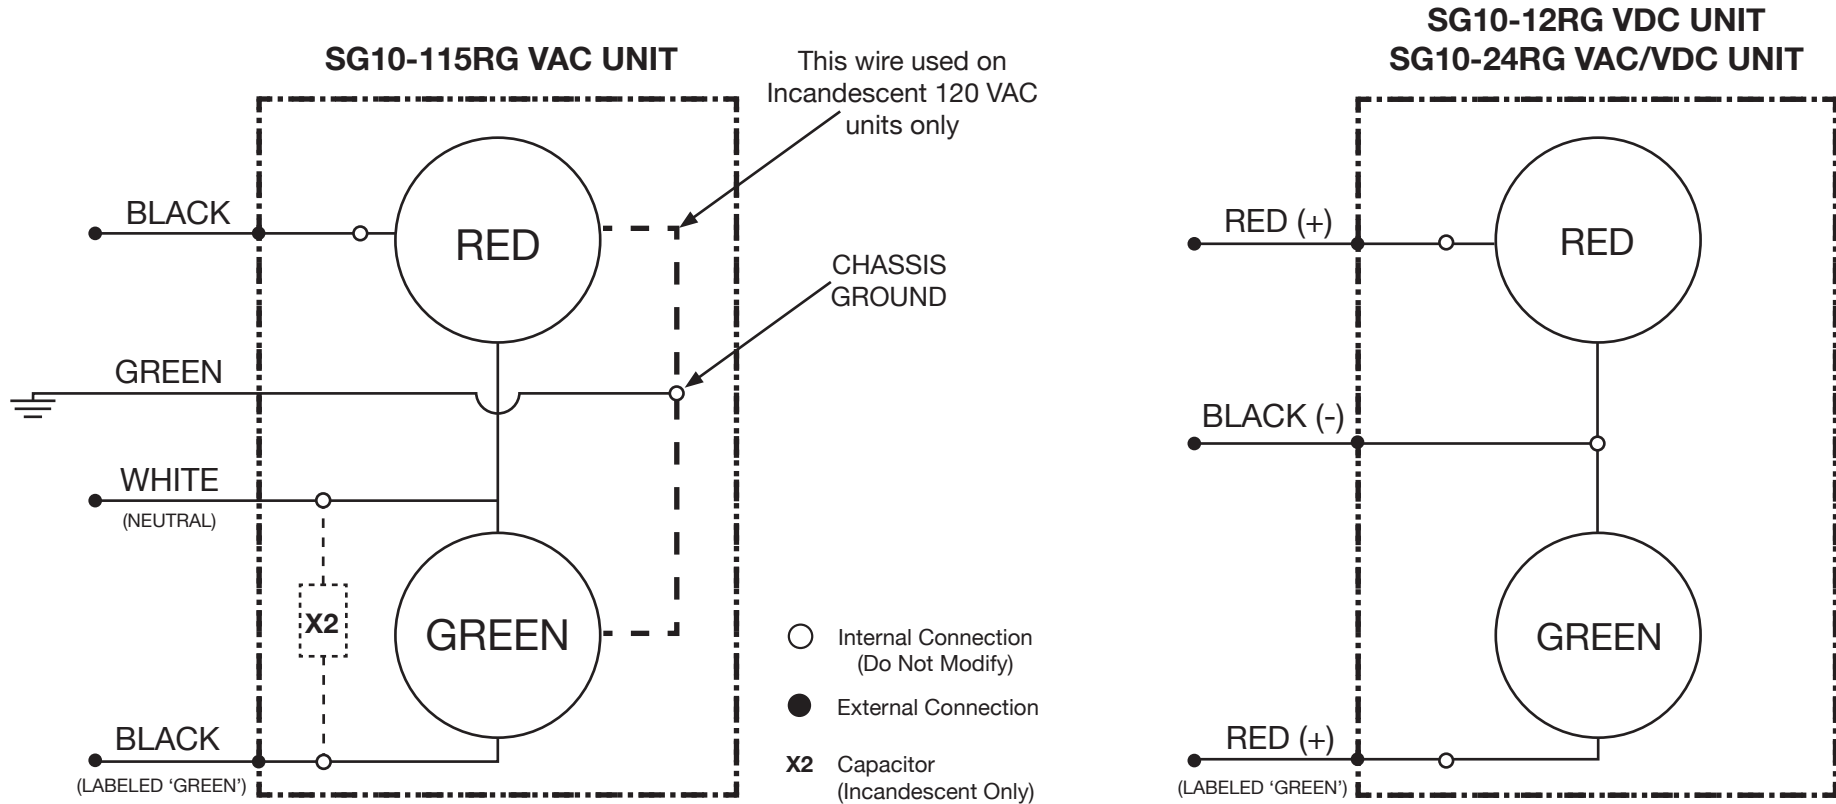 SG10-115RG VAC UNIT
This wire used on
Incandescent 120 VAC
units only
BLACK
RED
CHASSIS
GROUND
GREEN
WHITE
(NEUTRAL)
X2
GREEN
BLACK
(LABELED ‘GREEN’)
Internal Connection
(Do Not Modify)
External Connection
X2 Capacitor
(Incandescent Only)
SG10-12RG VDC UNIT
SG10-24RG VAC/VDC UNIT
RED (+)
RED
BLACK (-)
GREEN
RED (+)
(LABELED ‘GREEN’)